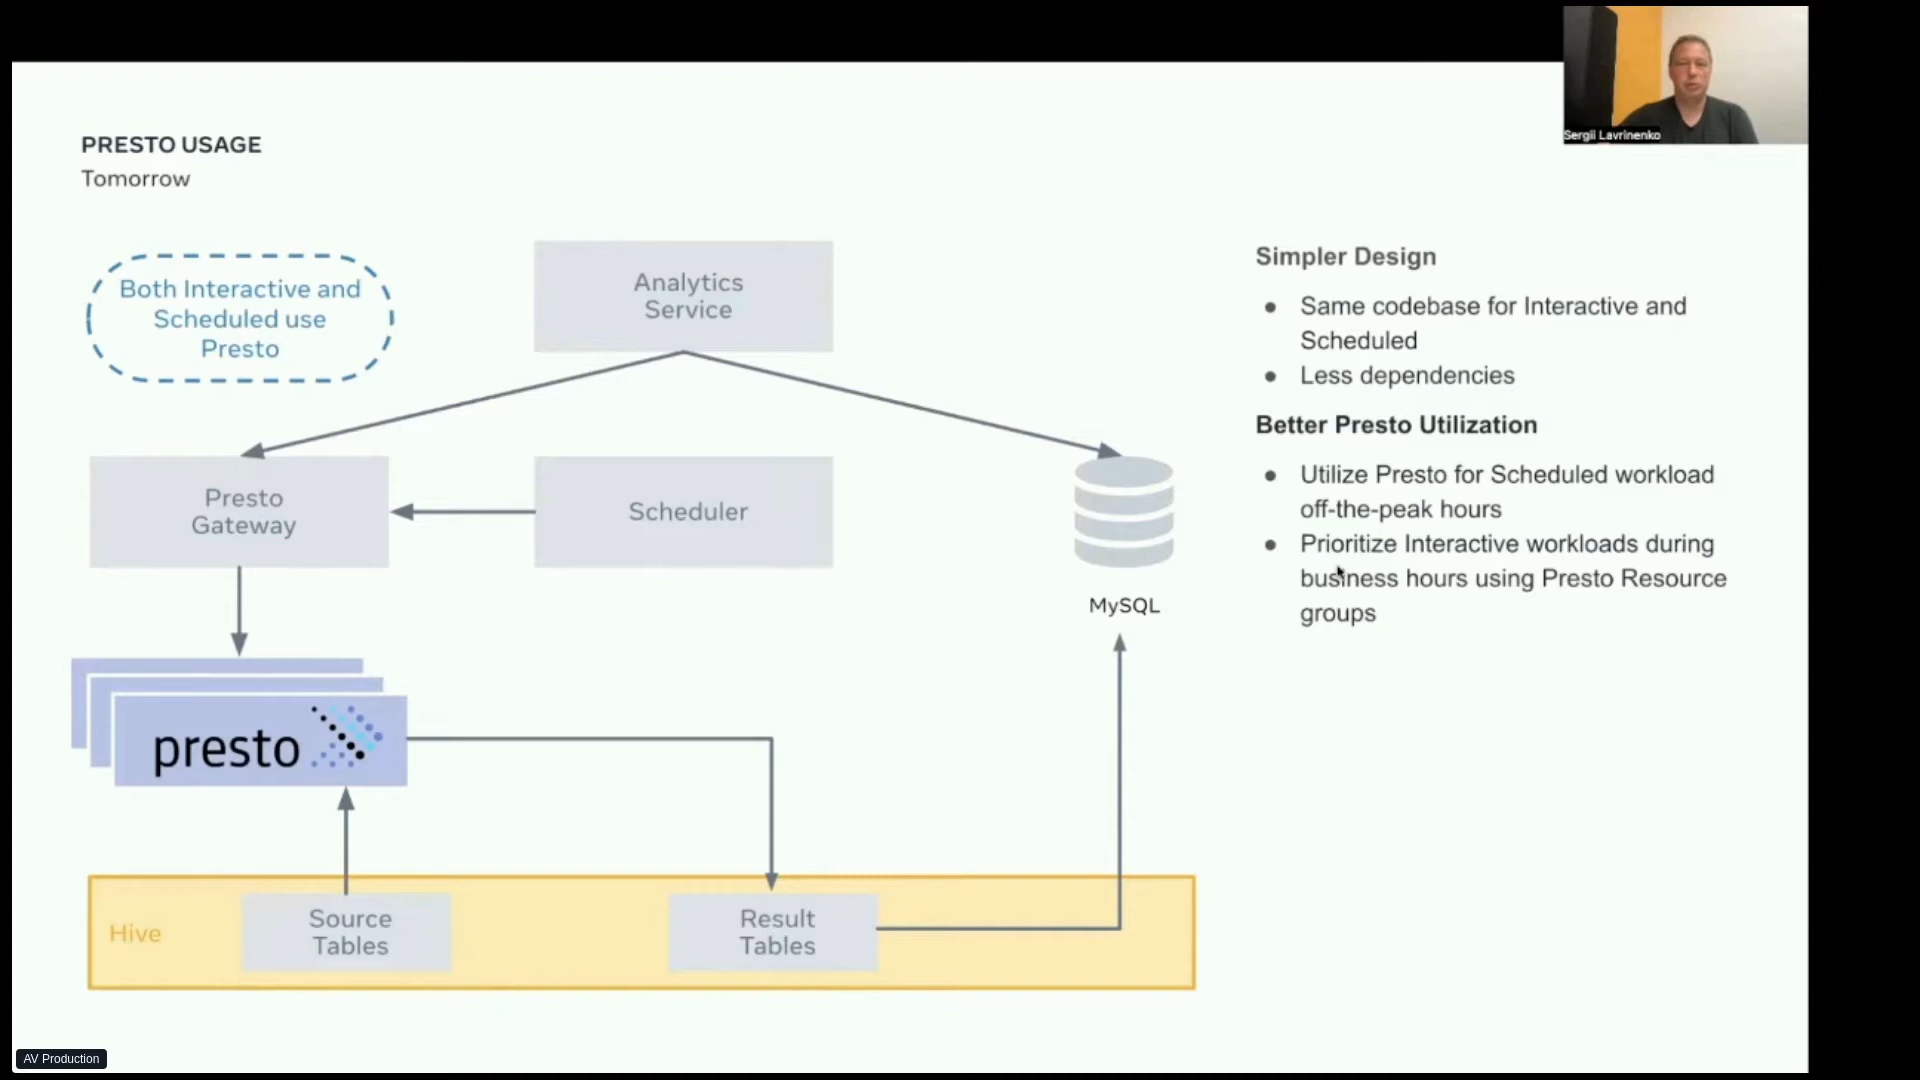 Sergii Lavrinenko
PRESTO USAGE
Tomorrow
Both Interactive and
Scheduled use
Presto
Analytics
Service
Presto
Gateway
Scheduler
MySQL
presto
Hive
Source
Tables
Result
Tables
Simpler Design
● Same codebase for Interactive and
Scheduled
● Less dependencies
Better Presto Utilization
● Utilize Presto for Scheduled workload
off-the-peak hours
● Prioritize Interactive workloads during
business hours using Presto Resource
groups
AV Production